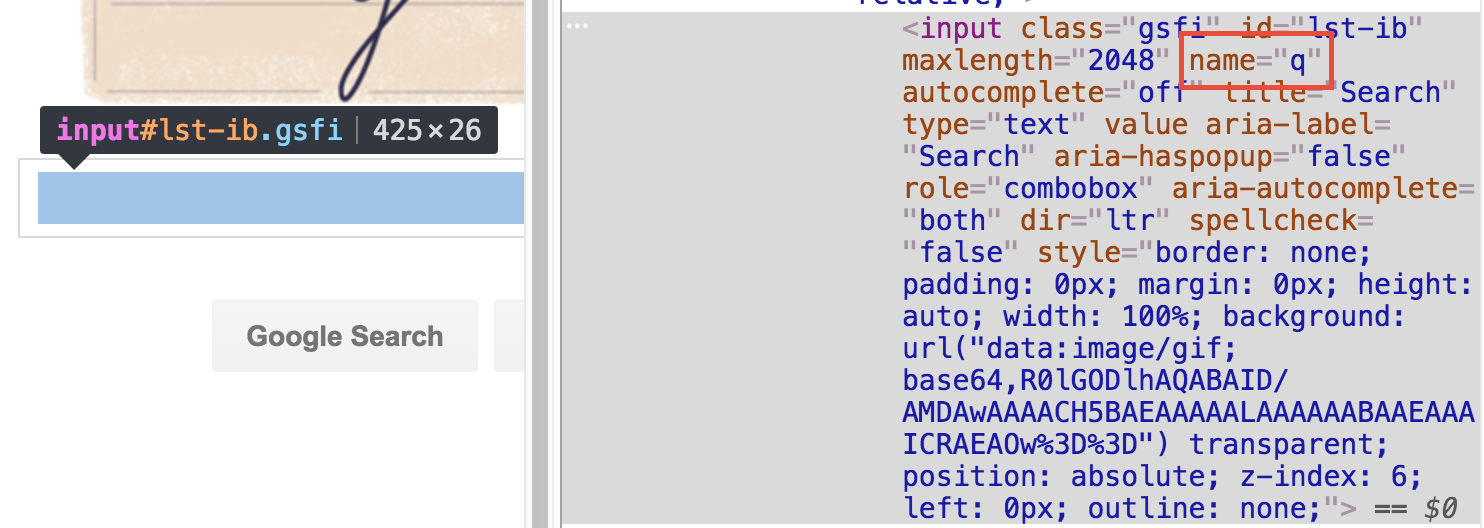 input#lst-ib.gsfi | 425×26
Google Search
relative;">
<input class="gsfi" id="lst-ib"
maxlength="2048" name="q"
autocomplete="off" title="Search"
type="text" value aria-label=
"Search" aria-haspopup="false"
role="combobox" aria-autocomplete=
"both" dir="ltr" spellcheck=
"false" style="border: none;
padding: 0px; margin: 0px; height:
auto; width: 100%; background:
url("data:image/gif;
base64,R0lGODlhAQABAID/
AMDAwAAAACH5BAEAAAAALAAAAAABAAEAAA
ICRAEAOw%3D%3D") transparent;
position: absolute; z-index: 6;
left: 0px; outline: none;"> == $0